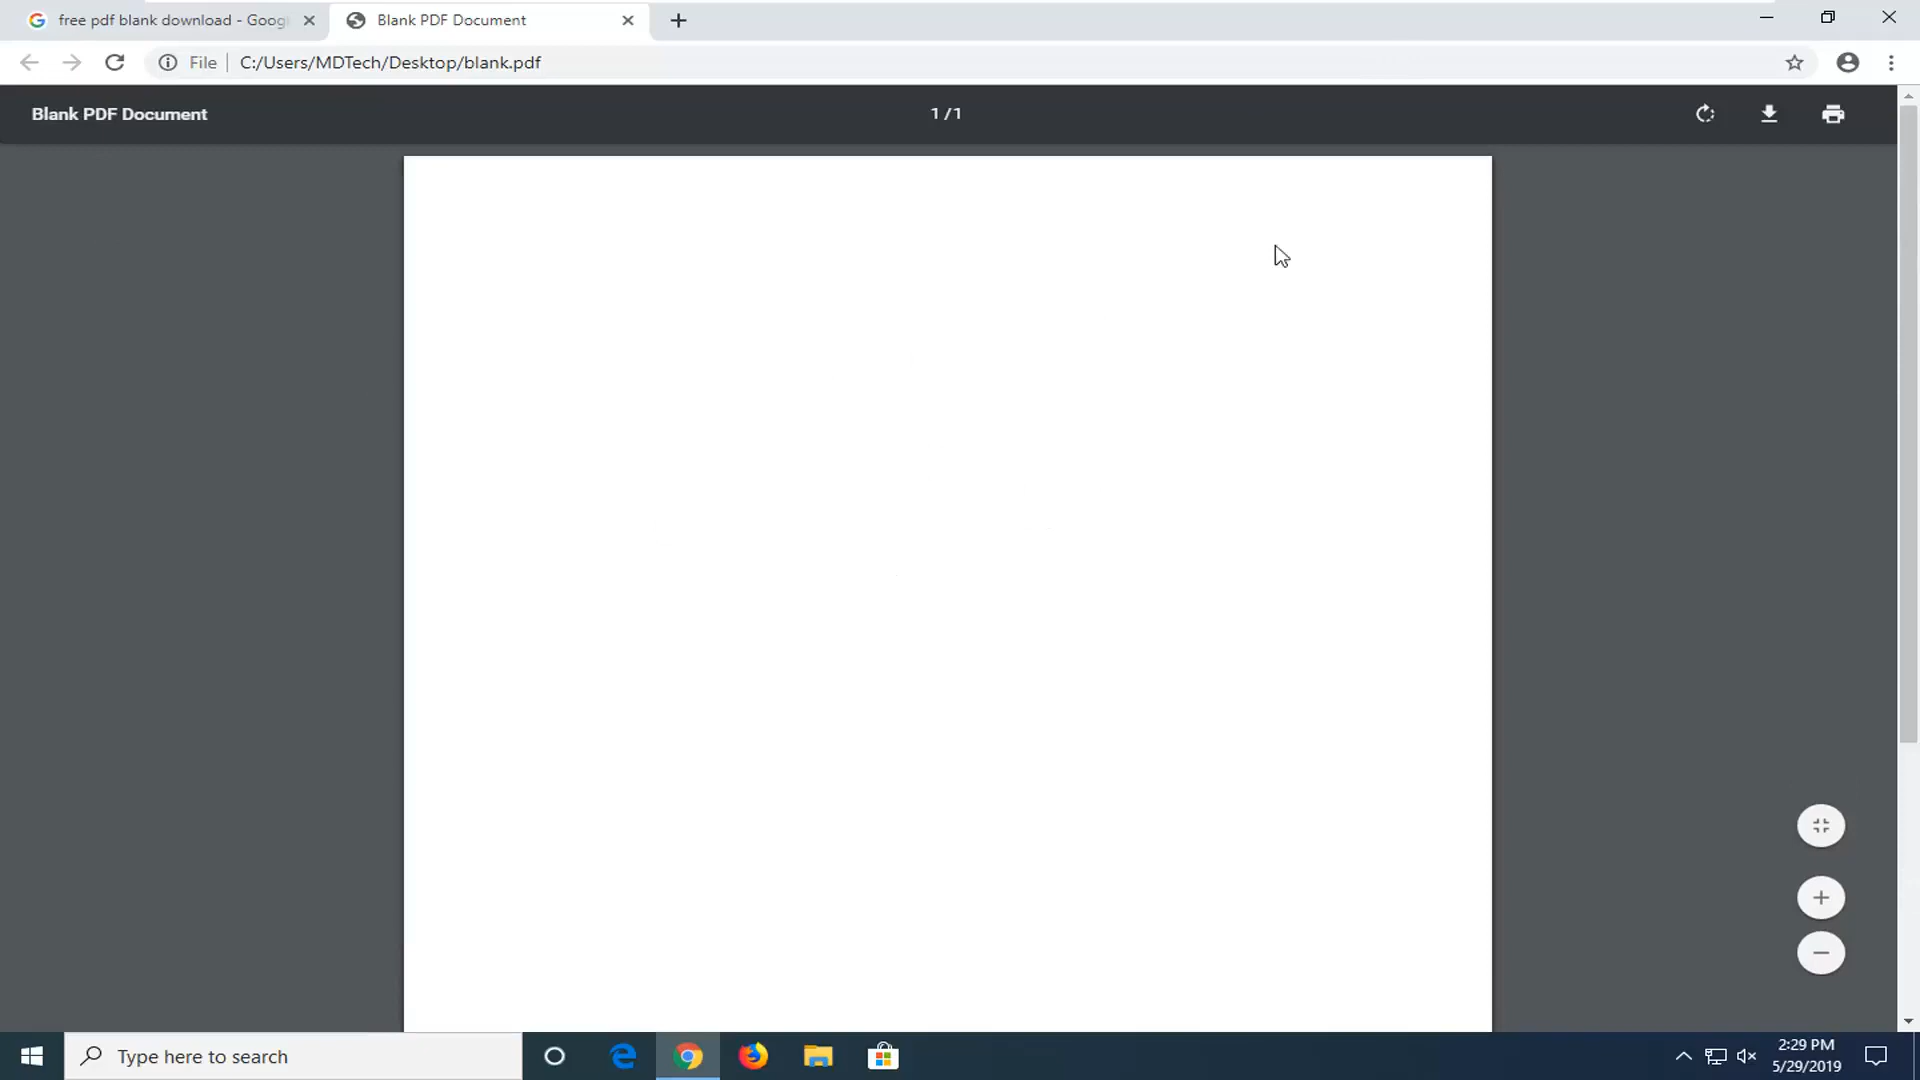 free pdf blank download - Goog
Blank PDF Document
File
C:/Users/MDTech/Desktop/blank.pdf
Blank PDF Document
1 / 1
Type here to search
2:29 PM
5/29/2019